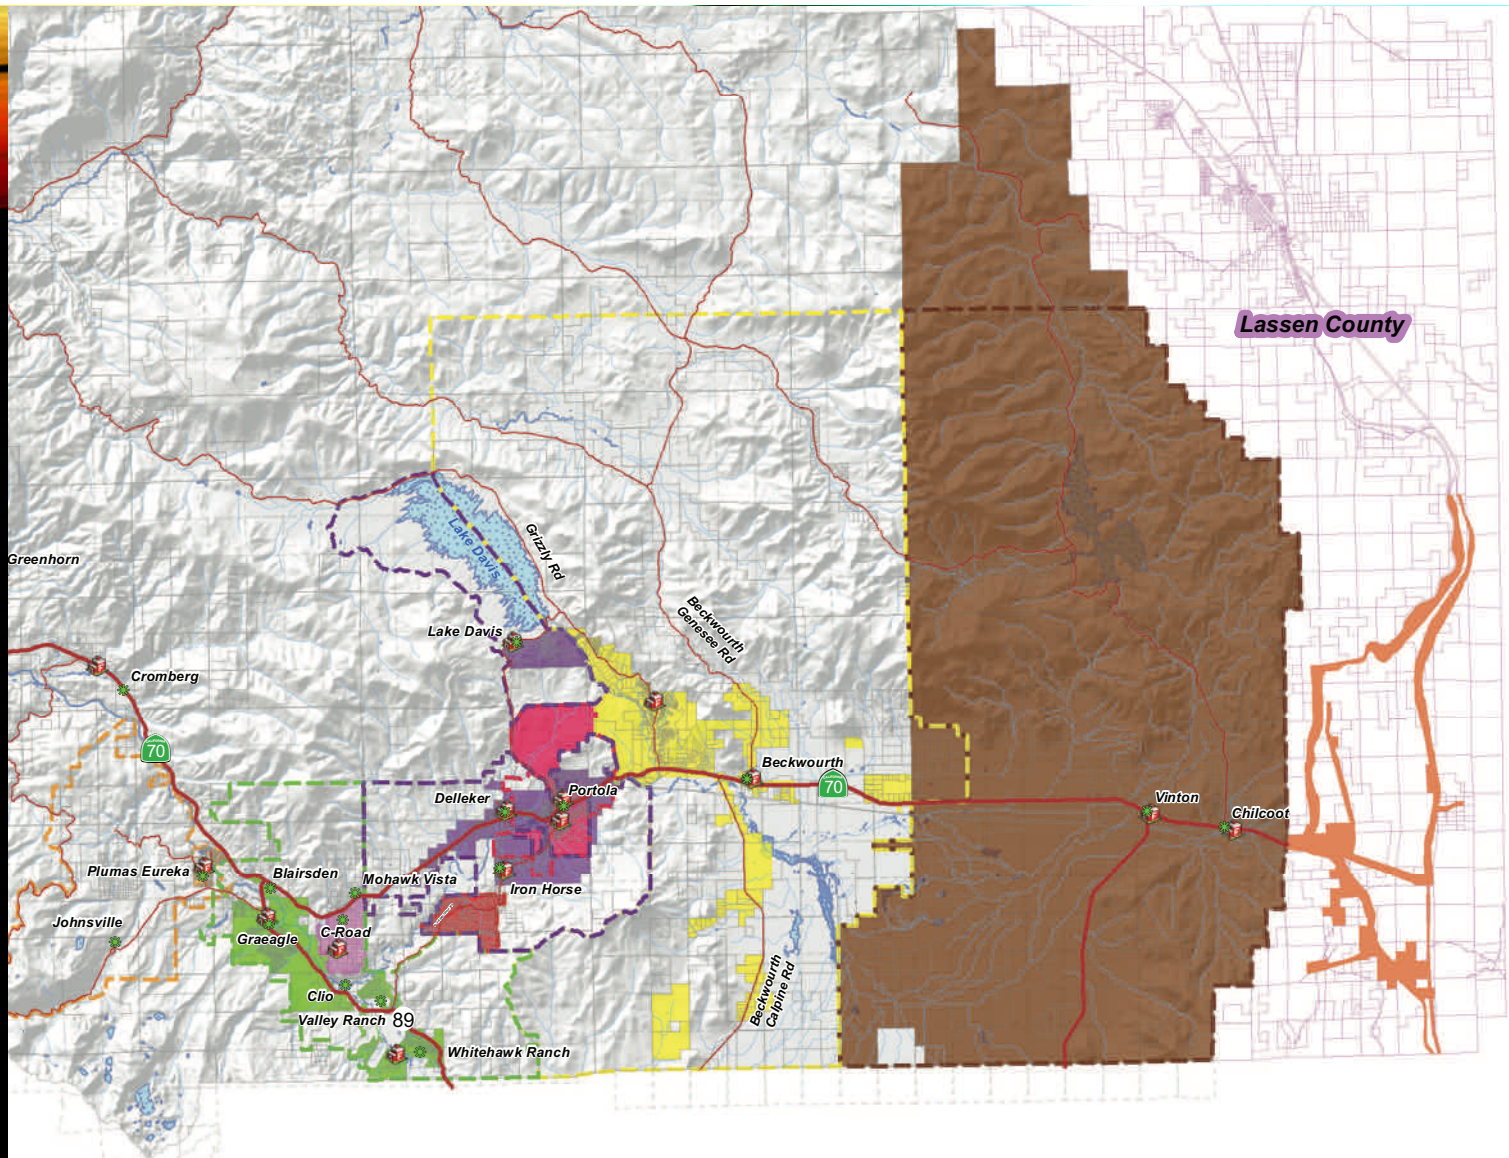 Lassen County
Lake Davis
Grizzly Rd
Greenhorn
Beckwourth
Genesee Rd
Lake Davis
Cromberg
70
Beckwourth
70
Portola
Delleker
Vinton
Chilcoot
Plumas Eureka
Blairsden
Mohawk Vista
Iron Horse
Johnsville
Graeagle
C-Road
Beckwourth
Calpine Rd
Clio
Valley Ranch
89
Whitehawk Ranch